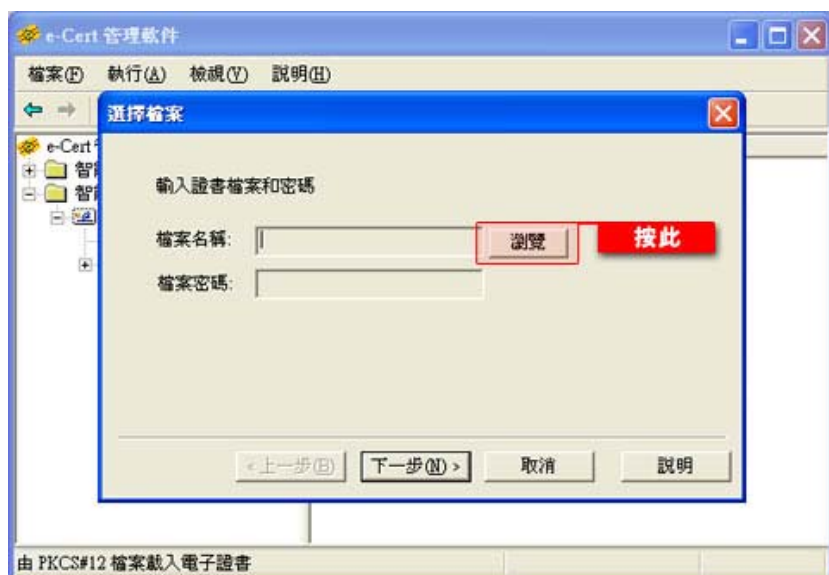 e-Cert 管理軟件
檔案(F) 執行(A) 檢視(V) 說明(H)
選擇檔案
e-Cert
智
智
輸入證書檔案和密碼
檔案名稱:
瀏覽
按此
檔案密碼:
<上一步(B)
下一步(N) >
取消
說明
由 PKCS#12 檔案載入電子證書